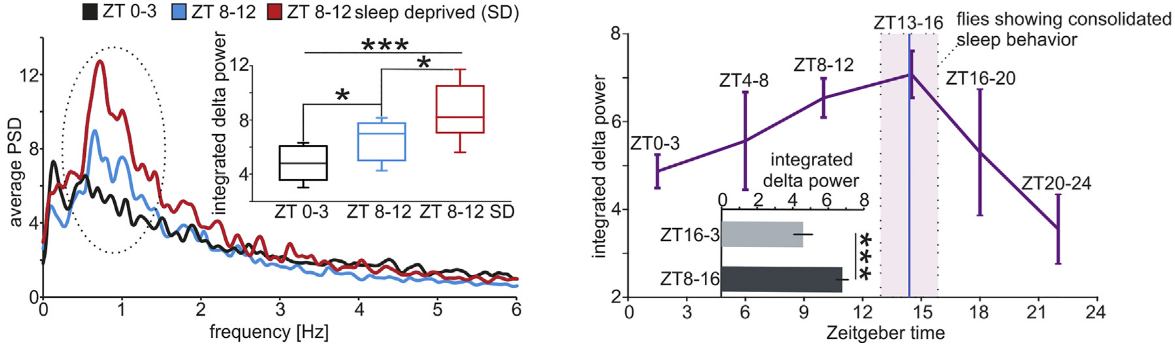 ZT 0-3 ZT 8-12 ZT 8-12 sleep deprived (SD)
average PSD
12
8
4
0
0 1 2 3 4 5 6
frequency [Hz]
integrated delta power
12
8
4
***
*
*
ZT 0-3 ZT 8-12 ZT 8-12 SD
integrated delta power
8
6
4
2
ZT0-3
ZT4-8
ZT8-12
ZT13-16
flies showing consolidated
sleep behavior
ZT16-20
ZT20-24
integrated
delta power
0 2 4 6 8
ZT16-3
ZT8-16
***
0 3 6 9 12 15 18 21 24
Zeitgeber time